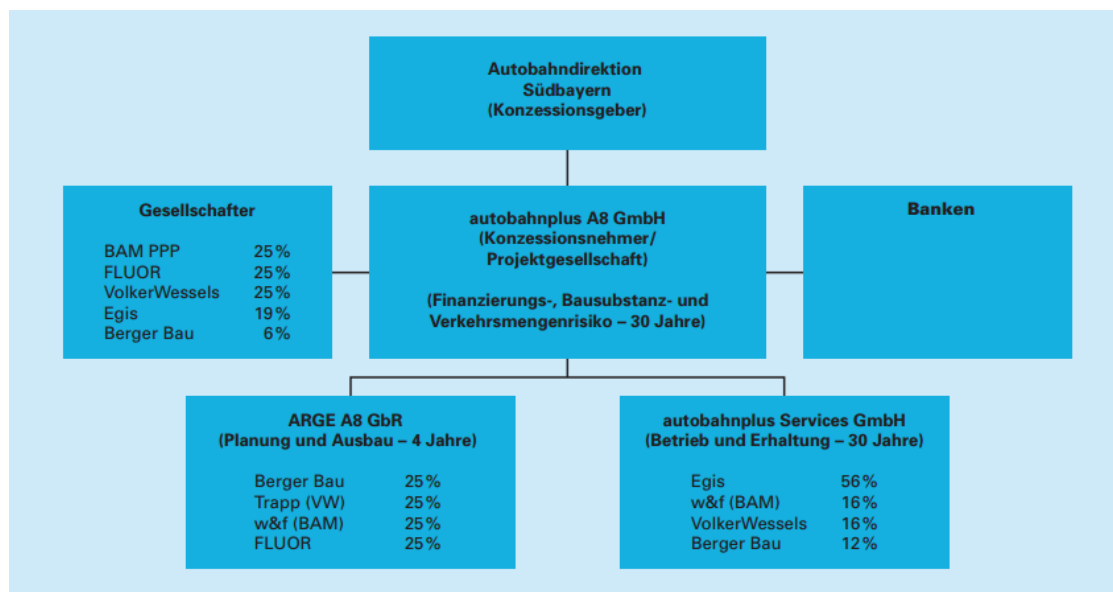 Autobahndirektion
Südbayern
(Konzessionsgeber)
Gesellschafter
BAM PPP 25 %
FLUOR 25 %
VolkerWessels 25 %
Egis 19 %
Berger Bau 6 %
autobahnplus A8 GmbH
(Konzessionsnehmer/
Projektgesellschaft)
(Finanzierungs-, Bausubstanz- und
Verkehrsmengenrisiko – 30 Jahre)
Banken
ARGE A8 GbR
(Planung und Ausbau – 4 Jahre)
Berger Bau 25 %
Trapp (VW) 25 %
w&f (BAM) 25 %
FLUOR 25 %
autobahnplus Services GmbH
(Betrieb und Erhaltung – 30 Jahre)
Egis 56 %
w&f (BAM) 16 %
VolkerWessels 16 %
Berger Bau 12 %